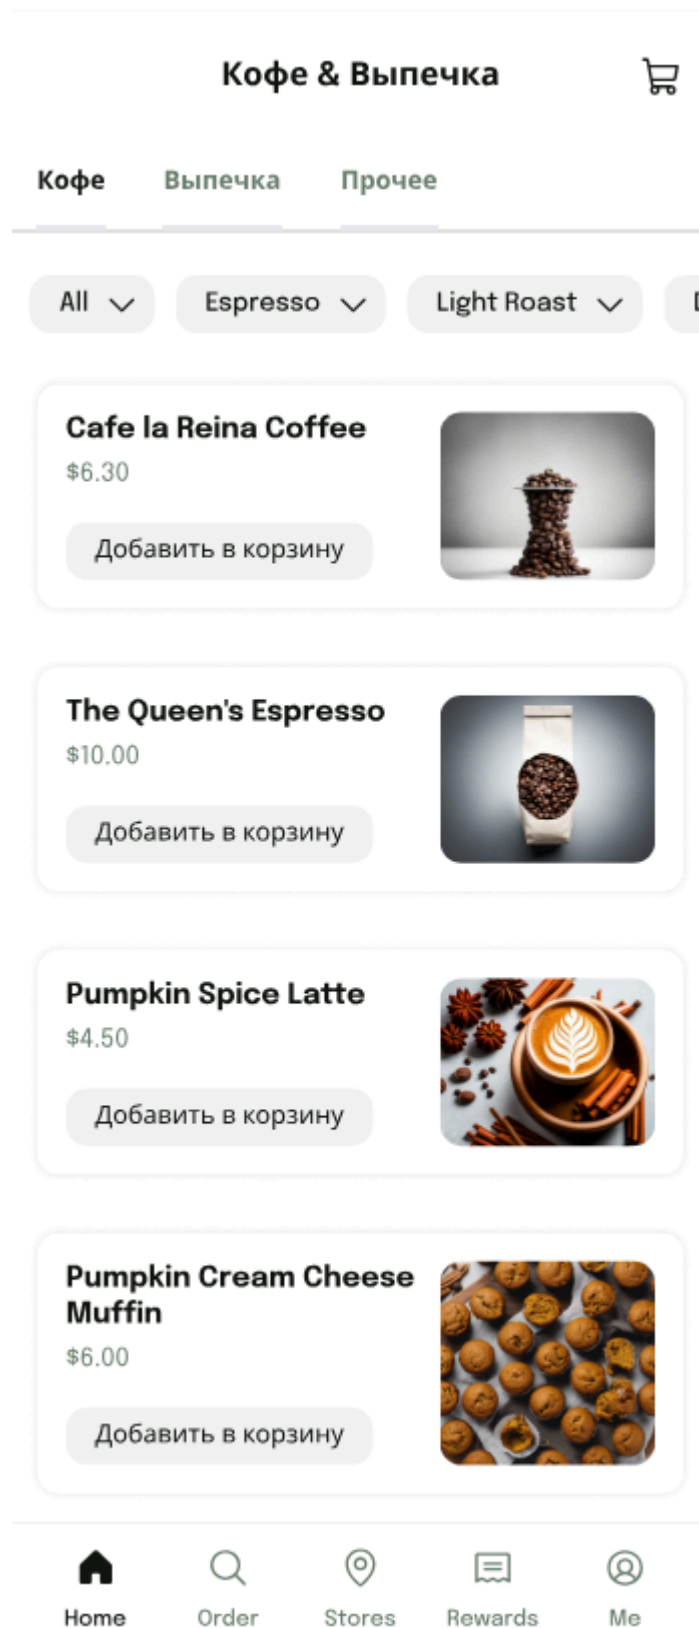 Кофе & Выпечка
Кофе Выпечка Прочее
All Espresso Light Roast
Cafe la Reina Coffee
$6.30
Добавить в корзину
The Queen's Espresso
$10.00
Добавить в корзину
Pumpkin Spice Latte
$4.50
Добавить в корзину
Pumpkin Cream Cheese
Muffin
$6.00
Добавить в корзину
Home Order Stores Rewards Me